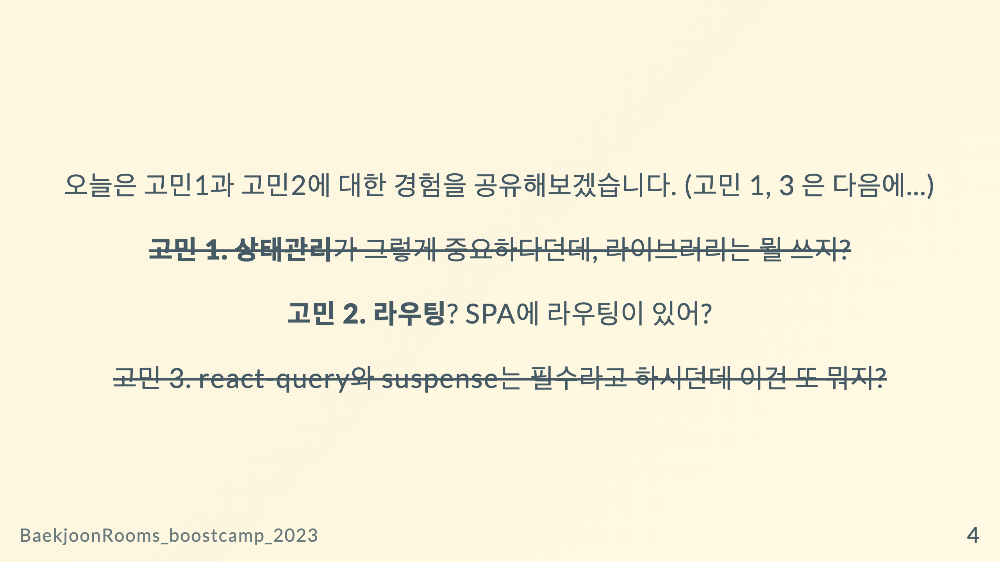 오늘은 고민1과 고민2에 대한 경험을 공유해보겠습니다. (고민 1, 3 은 다음에...)
고민 1. 상태관리가 그렇게 중요하다던데, 라이브러리는 뭘 쓰지?
고민 2. 라우팅? SPA에 라우팅이 있어?
고민 3. react-query와 suspense는 필수라고 하시던데 이건 또 뭐지?
BaekjoonRooms_boostcamp_2023
4